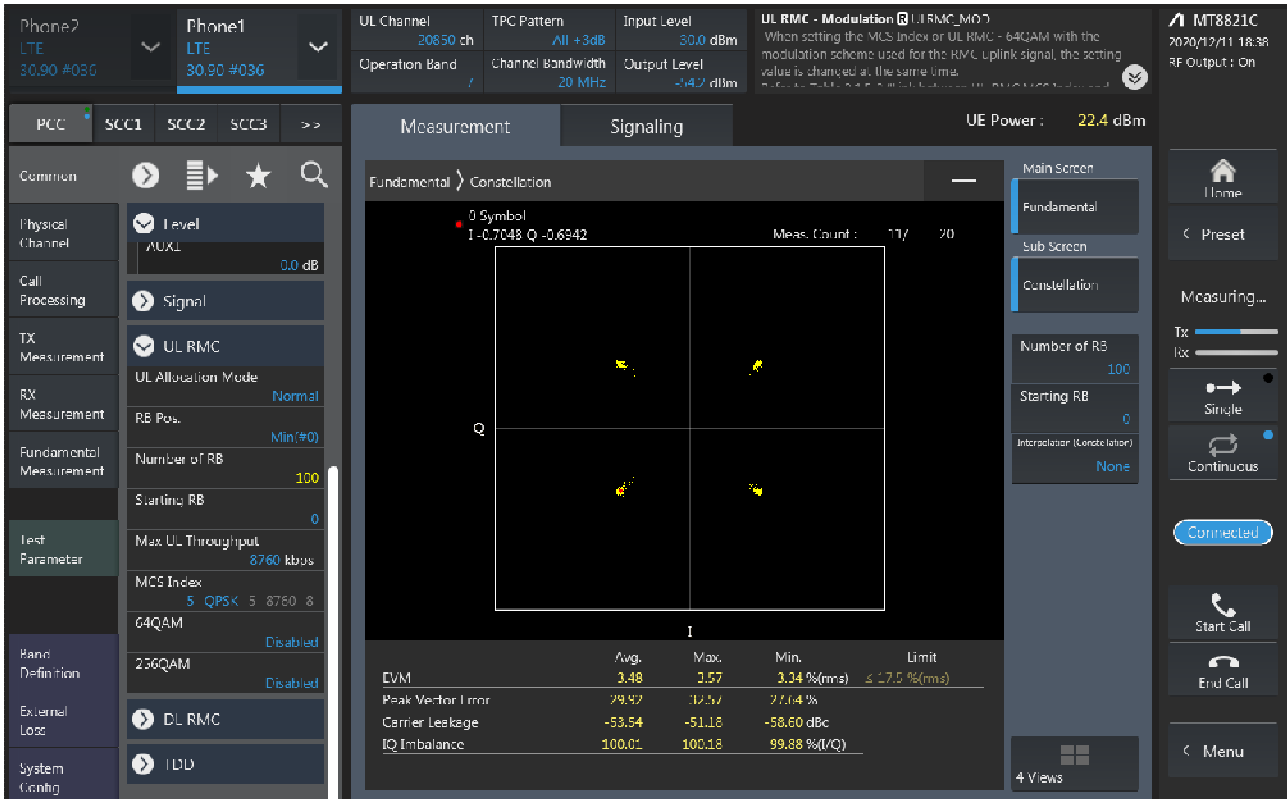 Phone2
LTE
30.90 #036
Phone1
LTE
30.90 #036
UL Channel
20850 ch
TPC Pattern
All +3dB
Input Level
30.0 dBm
Operation Band
7
Channel Bandwidth
20 MHz
Output Level
-54.2 dBm
UL RMC - Modulation R ULRMC_MOD
When setting the MCS Index or UL RMC - 64QAM with the
modulation scheme used for the RMC uplink signal, the setting
value is changed at the same time.
MT8821C
2020/12/11 18:38
RF Output : On
PCC
SCC1
SCC2
SCC3
>>
Measurement
Signaling
UE Power : 22.4 dBm
Common
Physical
Channel
Call
Processing
TX
Measurement
RX
Measurement
Fundamental
Measurement
Test
Parameter
Band
Definition
External
Loss
System
Config
Level
AUX1
0.0 dB
Signal
UL RMC
UL Allocation Mode
Normal
RB Pos.
Min(#0)
Number of RB
100
Starting RB
0
Max UL Throughput
8760 kbps
MCS Index
5 QPSK 5 8760 8
64QAM
Disabled
256QAM
Disabled
DL RMC
TDD
Fundamental > Constellation
0 Symbol
I -0.7048 Q -0.6942
Meas. Count : 11/ 20
Q
I
Avg. Max. Min. Limit
EVM 3.48 3.57 3.34 %(rms) ≤ 17.5 %(rms)
Peak Vector Error 29.92 32.57 27.64 %
Carrier Leakage -53.54 -51.18 -58.60 dBc
IQ Imbalance 100.01 100.18 99.88 %(I/Q)
Main Screen
Fundamental
Sub Screen
Constellation
Number of RB
100
Starting RB
0
Interpolation (Constellation)
None
4 Views
Home
< Preset
Measuring...
Tx
Rx
Single
Continuous
Connected
Start Call
End Call
< Menu